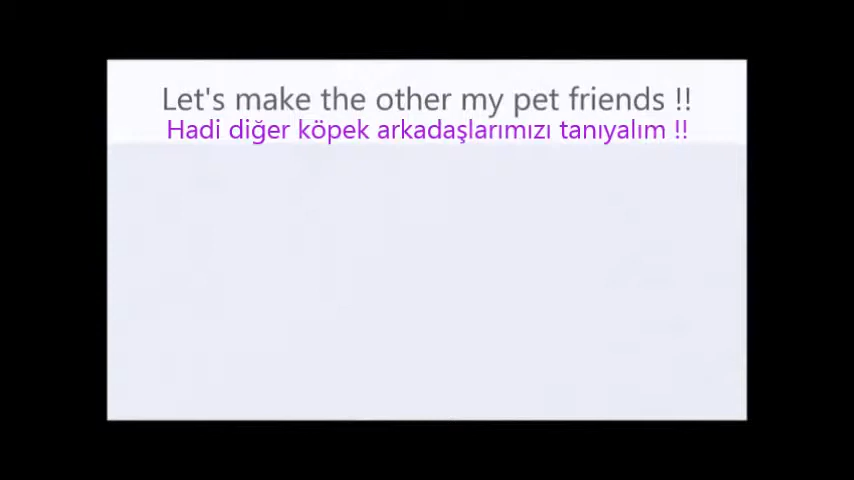 Let's make the other my pet friends !!
Hadi diğer köpek arkadaşlarımızı tanıyalım !!